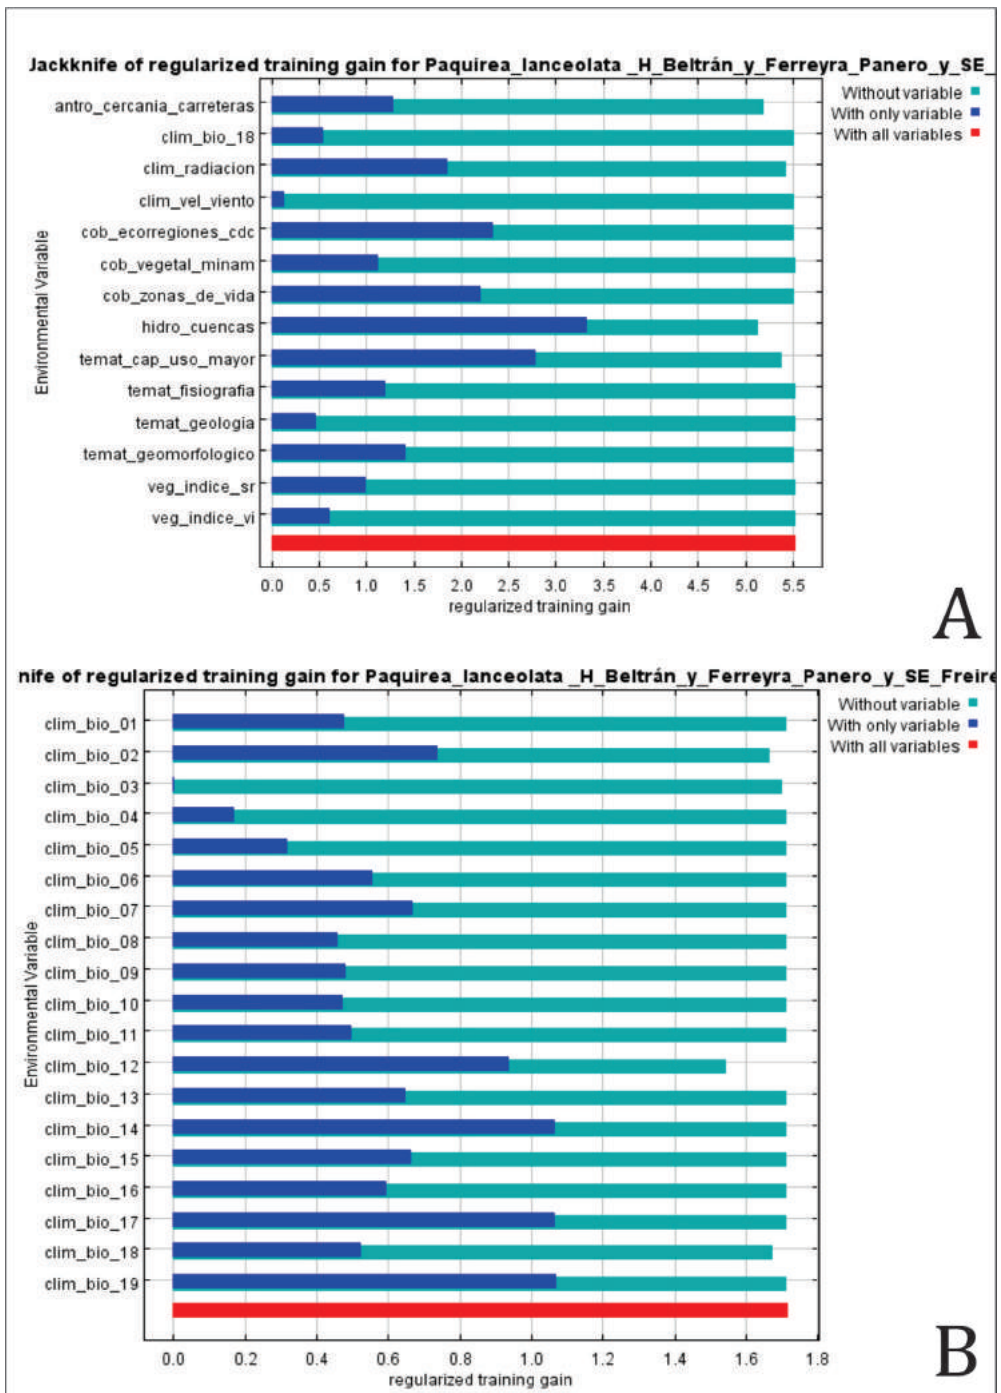 Jackknife of regularized training gain for Paquirea_lanceolata _H_Beltrán_y_Ferreyra_Panero_y_SE_
Without variable
With only variable
With all variables
Environmental Variable
antro_cercania_carreteras
clim_bio_18
clim_radiacion
clim_vel_viento
cob_ecorregiones_cdc
cob_vegetal_minam
cob_zonas_de_vida
hidro_cuencas
temat_cap_uso_mayor
temat_fisiografia
temat_geologia
temat_geomorfologico
veg_indice_sr
veg_indice_vi
0.0 0.5 1.0 1.5 2.0 2.5 3.0 3.5 4.0 4.5 5.0 5.5
regularized training gain
A
nife of regularized training gain for Paquirea_lanceolata _H_Beltrán_y_Ferreyra_Panero_y_SE_Freire
Without variable
With only variable
With all variables
Environmental Variable
clim_bio_01
clim_bio_02
clim_bio_03
clim_bio_04
clim_bio_05
clim_bio_06
clim_bio_07
clim_bio_08
clim_bio_09
clim_bio_10
clim_bio_11
clim_bio_12
clim_bio_13
clim_bio_14
clim_bio_15
clim_bio_16
clim_bio_17
clim_bio_18
clim_bio_19
0.0 0.2 0.4 0.6 0.8 1.0 1.2 1.4 1.6 1.8
regularized training gain
B